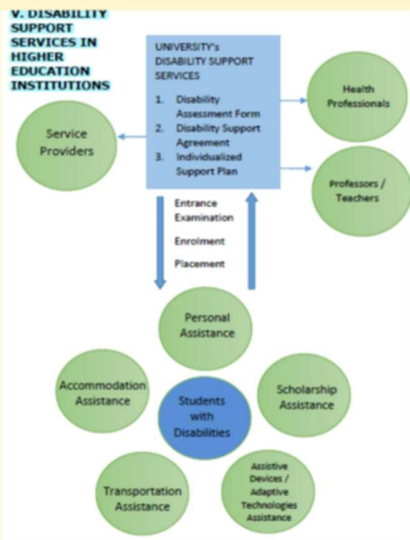 V. DISABILITY
SUPPORT
SERVICES IN
HIGHER
EDUCATION
INSTITUTIONS
UNIVERSITY's
DISABILITY SUPPORT
SERVICES
1. Disability
Assessment Form
2. Disability Support
Agreement
3. Individualized
Support Plan
Service
Providers
Health
Professionals
Professors /
Teachers
Entrance
Examination
Enrolment
Placement
Personal
Assistance
Accommodation
Assistance
Students
with
Disabilities
Scholarship
Assistance
Transportation
Assistance
Assistive
Devices /
Adaptive
Technologies
Assistance